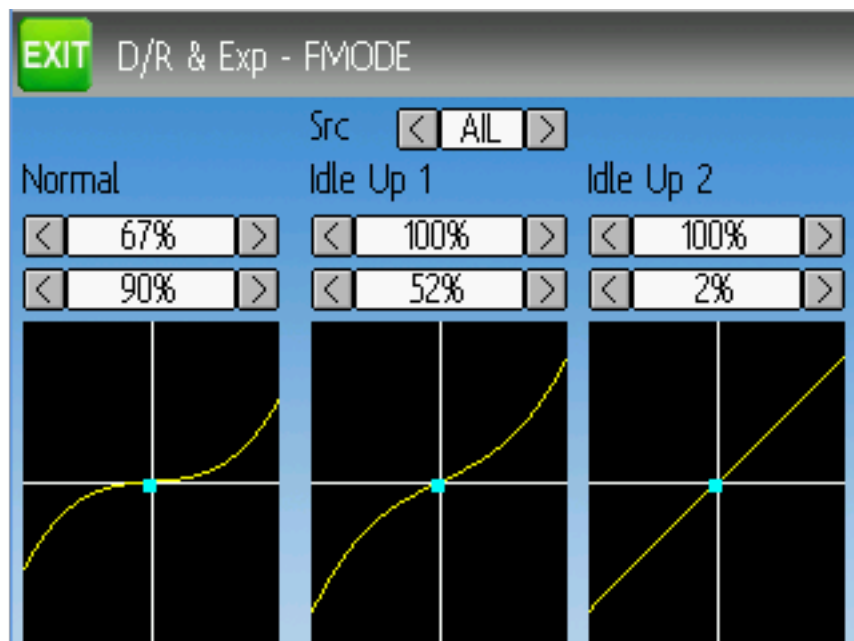 EXIT D/R & Exp - FMODE
Src < AIL >
Normal Idle Up 1 Idle Up 2
< 67% > < 100% > < 100% >
< 90% > < 52% > < 2% >